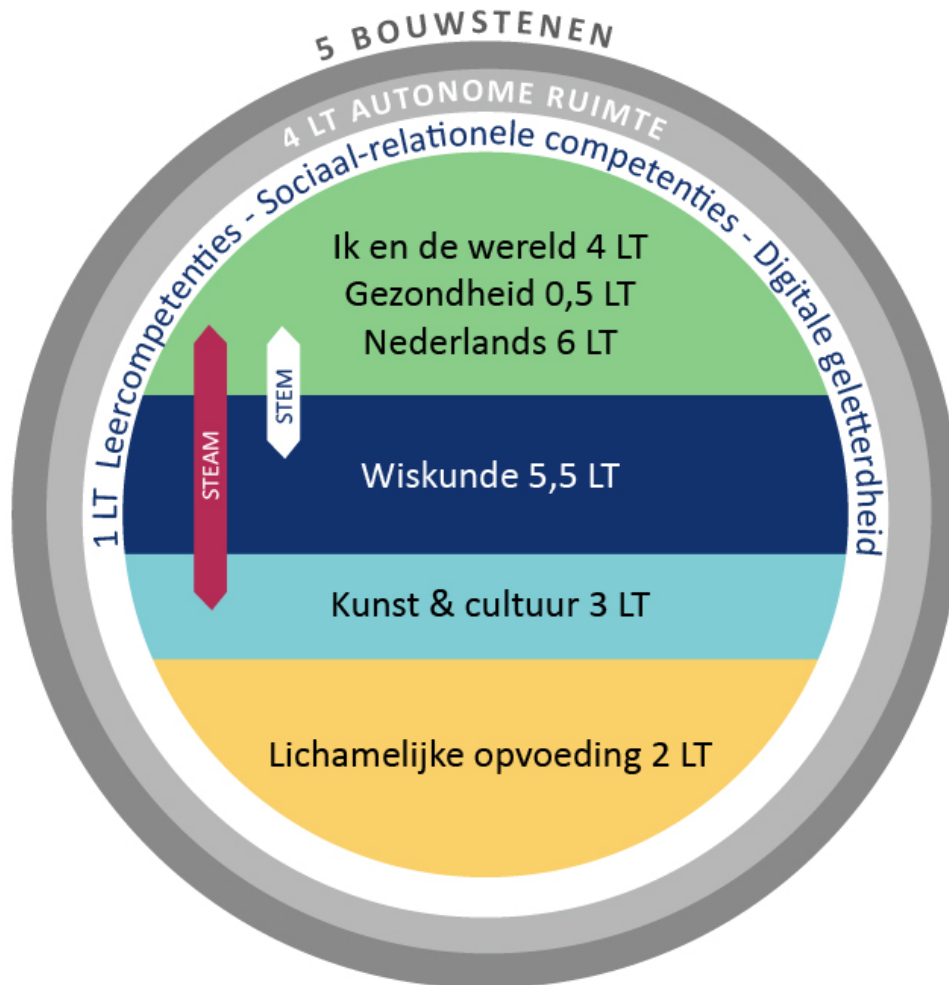 5 BOUWSTENEN
4 LT AUTONOME RUIMTE
1 LT Leercompetenties - Sociaal-relationele competenties - Digitale geletterdheid
Ik en de wereld 4 LT
Gezondheid 0,5 LT
Nederlands 6 LT
STEAM
STEM
Wiskunde 5,5 LT
Kunst & cultuur 3 LT
Lichamelijke opvoeding 2 LT